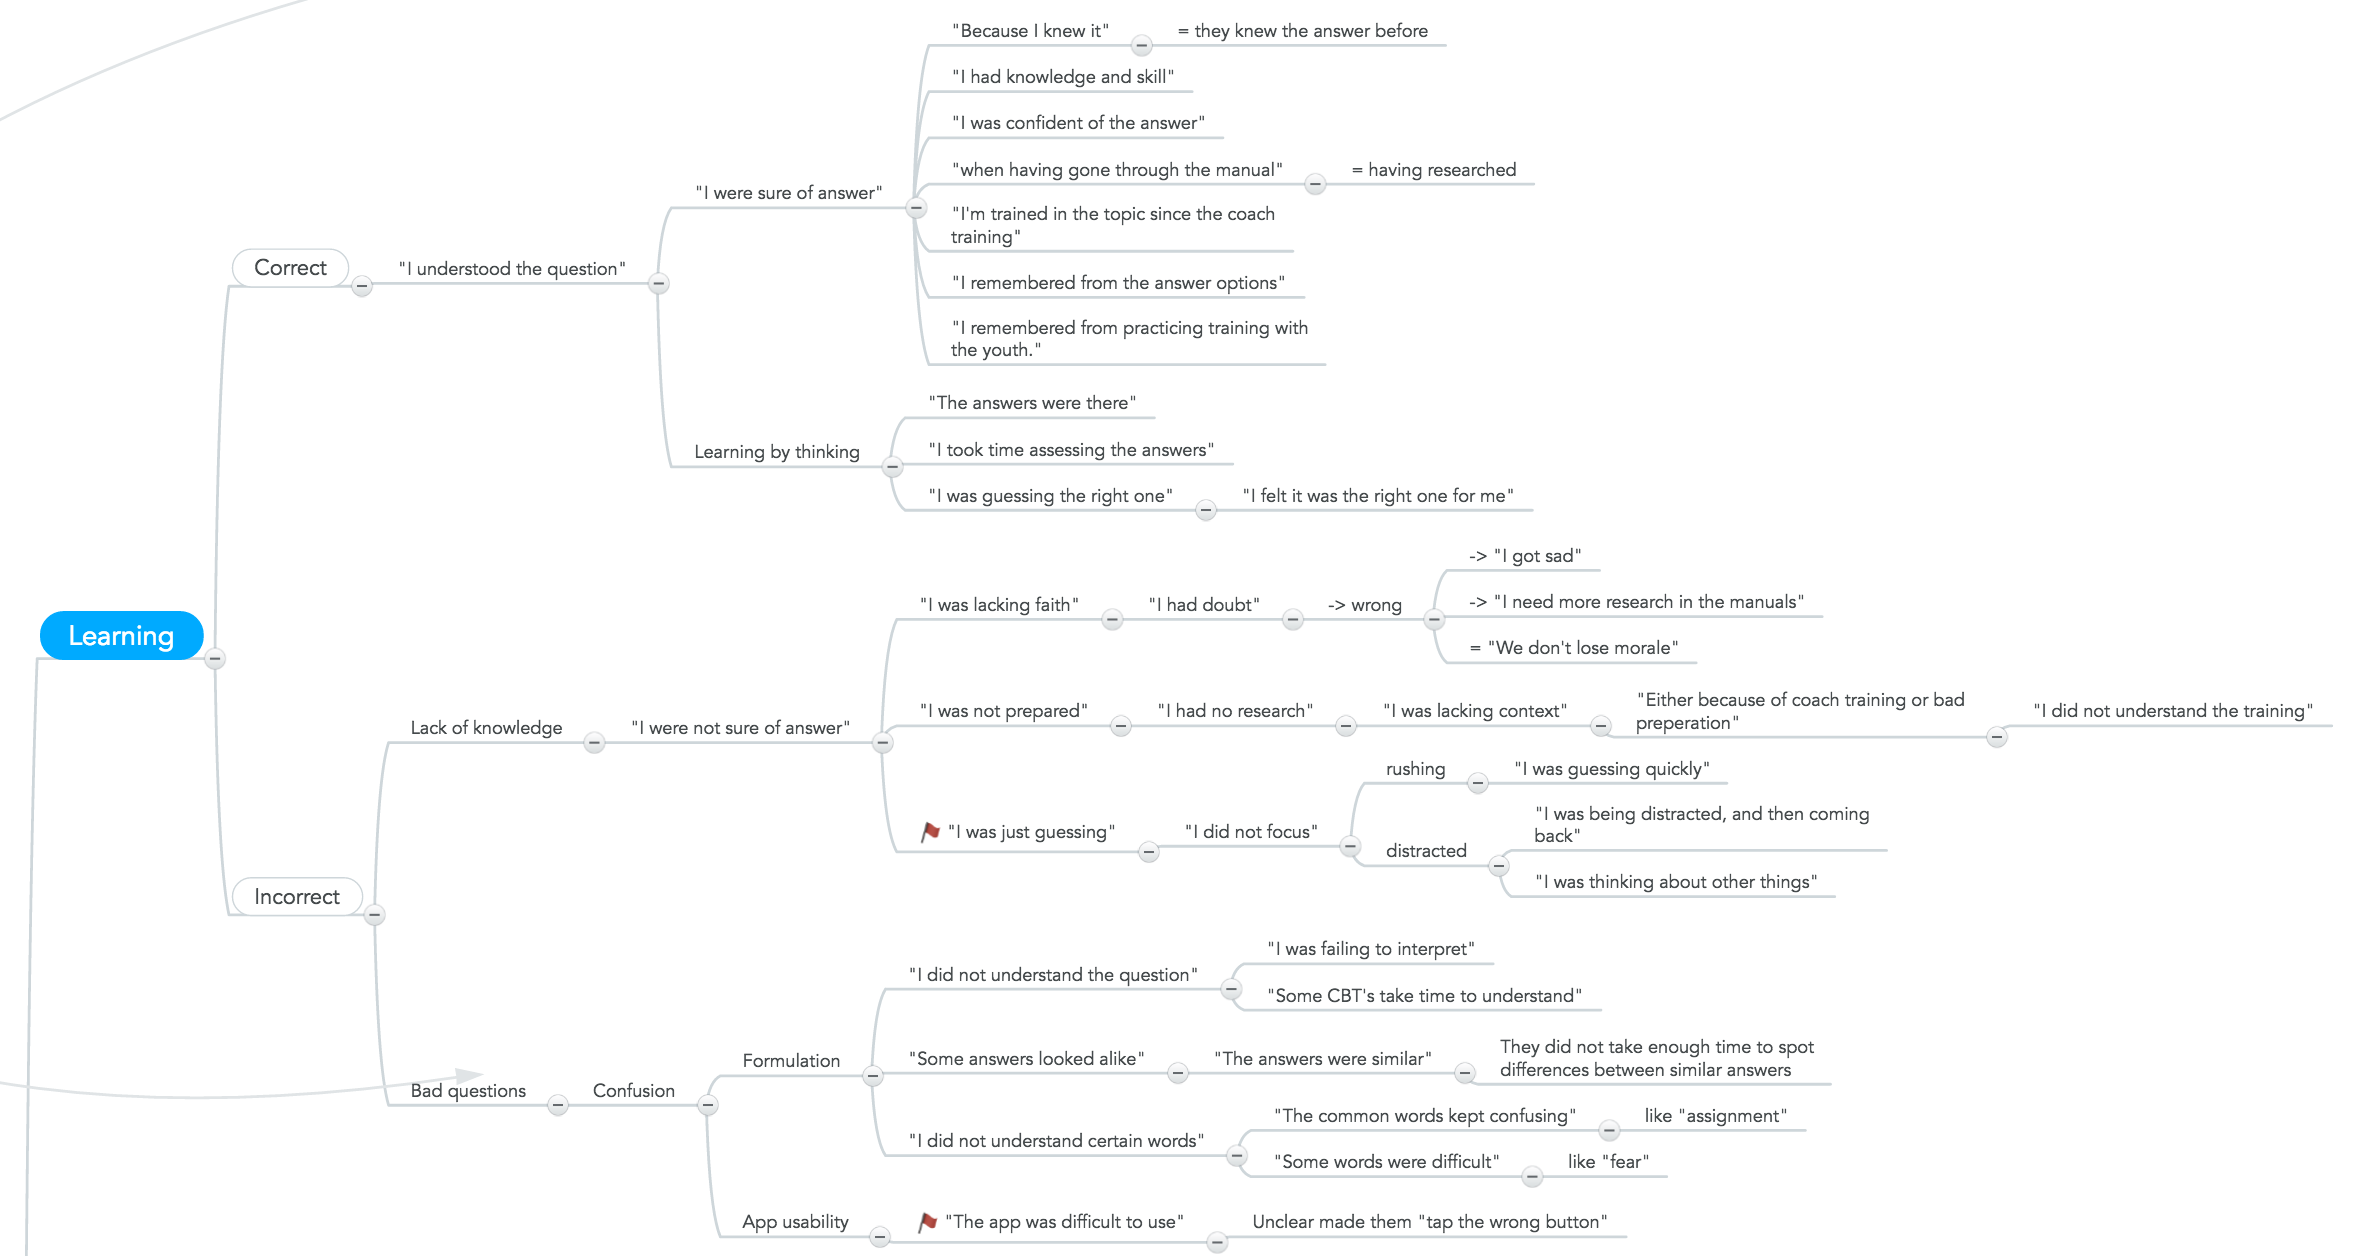 Learning
Correct
"I understood the question"
"I were sure of answer"
"Because I knew it"
= they knew the answer before
"I had knowledge and skill"
"I was confident of the answer"
"when having gone through the manual"
= having researched
"I'm trained in the topic since the coach
training"
"I remembered from the answer options"
"I remembered from practicing training with
the youth."
Learning by thinking
"The answers were there"
"I took time assessing the answers"
"I was guessing the right one"
"I felt it was the right one for me"
Incorrect
Lack of knowledge
"I were not sure of answer"
"I was lacking faith"
"I had doubt"
-> wrong
-> "I got sad"
-> "I need more research in the manuals"
= "We don't lose morale"
"I was not prepared"
"I had no research"
"I was lacking context"
"Either because of coach training or bad
preperation"
"I did not understand the training"
"I was just guessing"
"I did not focus"
rushing
"I was guessing quickly"
distracted
"I was being distracted, and then coming
back"
"I was thinking about other things"
Bad questions
Confusion
Formulation
"I did not understand the question"
"I was failing to interpret"
"Some CBT's take time to understand"
"Some answers looked alike"
"The answers were similar"
They did not take enough time to spot
differences between similar answers
"I did not understand certain words"
"The common words kept confusing"
like "assignment"
"Some words were difficult"
like "fear"
App usability
"The app was difficult to use"
Unclear made them "tap the wrong button"